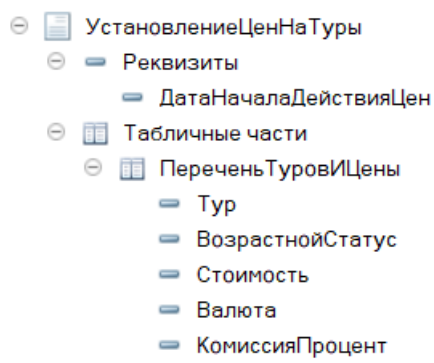 УстановлениеЦенНаТуры
Реквизиты
ДатаНачалаДействияЦен
Табличные части
ПереченьТуровИЦены
Тур
ВозрастнойСтатус
Стоимость
Валюта
КомиссияПроцент